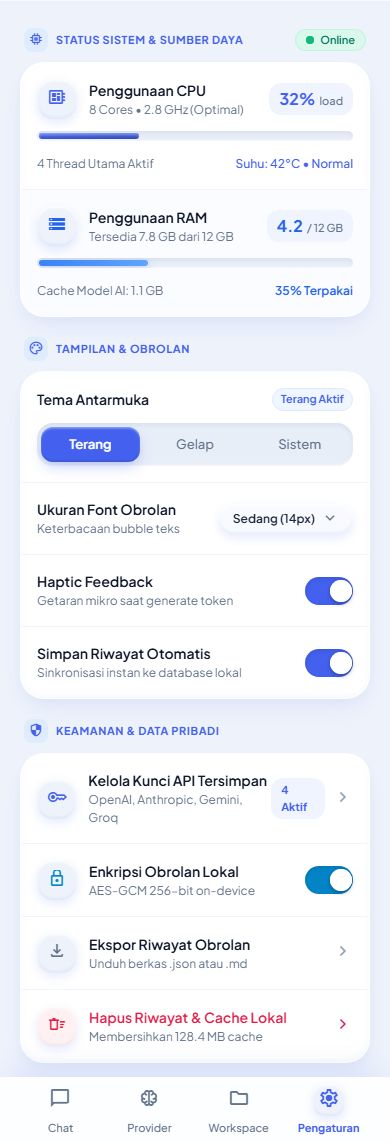 STATUS SISTEM & SUMBER DAYA
Online
Penggunaan CPU
8 Cores • 2.8 GHz (Optimal)
32% load
4 Thread Utama Aktif
Suhu: 42°C • Normal
Penggunaan RAM
Tersedia 7.8 GB dari 12 GB
4.2 / 12 GB
Cache Model AI: 1.1 GB
35% Terpakai
TAMPILAN & OBROLAN
Tema Antarmuka
Terang Aktif
Terang
Gelap
Sistem
Ukuran Font Obrolan
Keterbacaan bubble teks
Sedang (14px)
Haptic Feedback
Getaran mikro saat generate token
Simpan Riwayat Otomatis
Sinkronisasi instan ke database lokal
KEAMANAN & DATA PRIBADI
Kelola Kunci API Tersimpan
OpenAI, Anthropic, Gemini,
Groq
4
Aktif
Enkripsi Obrolan Lokal
AES-GCM 256-bit on-device
Ekspor Riwayat Obrolan
Unduh berkas .json atau .md
Hapus Riwayat & Cache Lokal
Membersihkan 128.4 MB cache
Chat
Provider
Workspace
Pengaturan